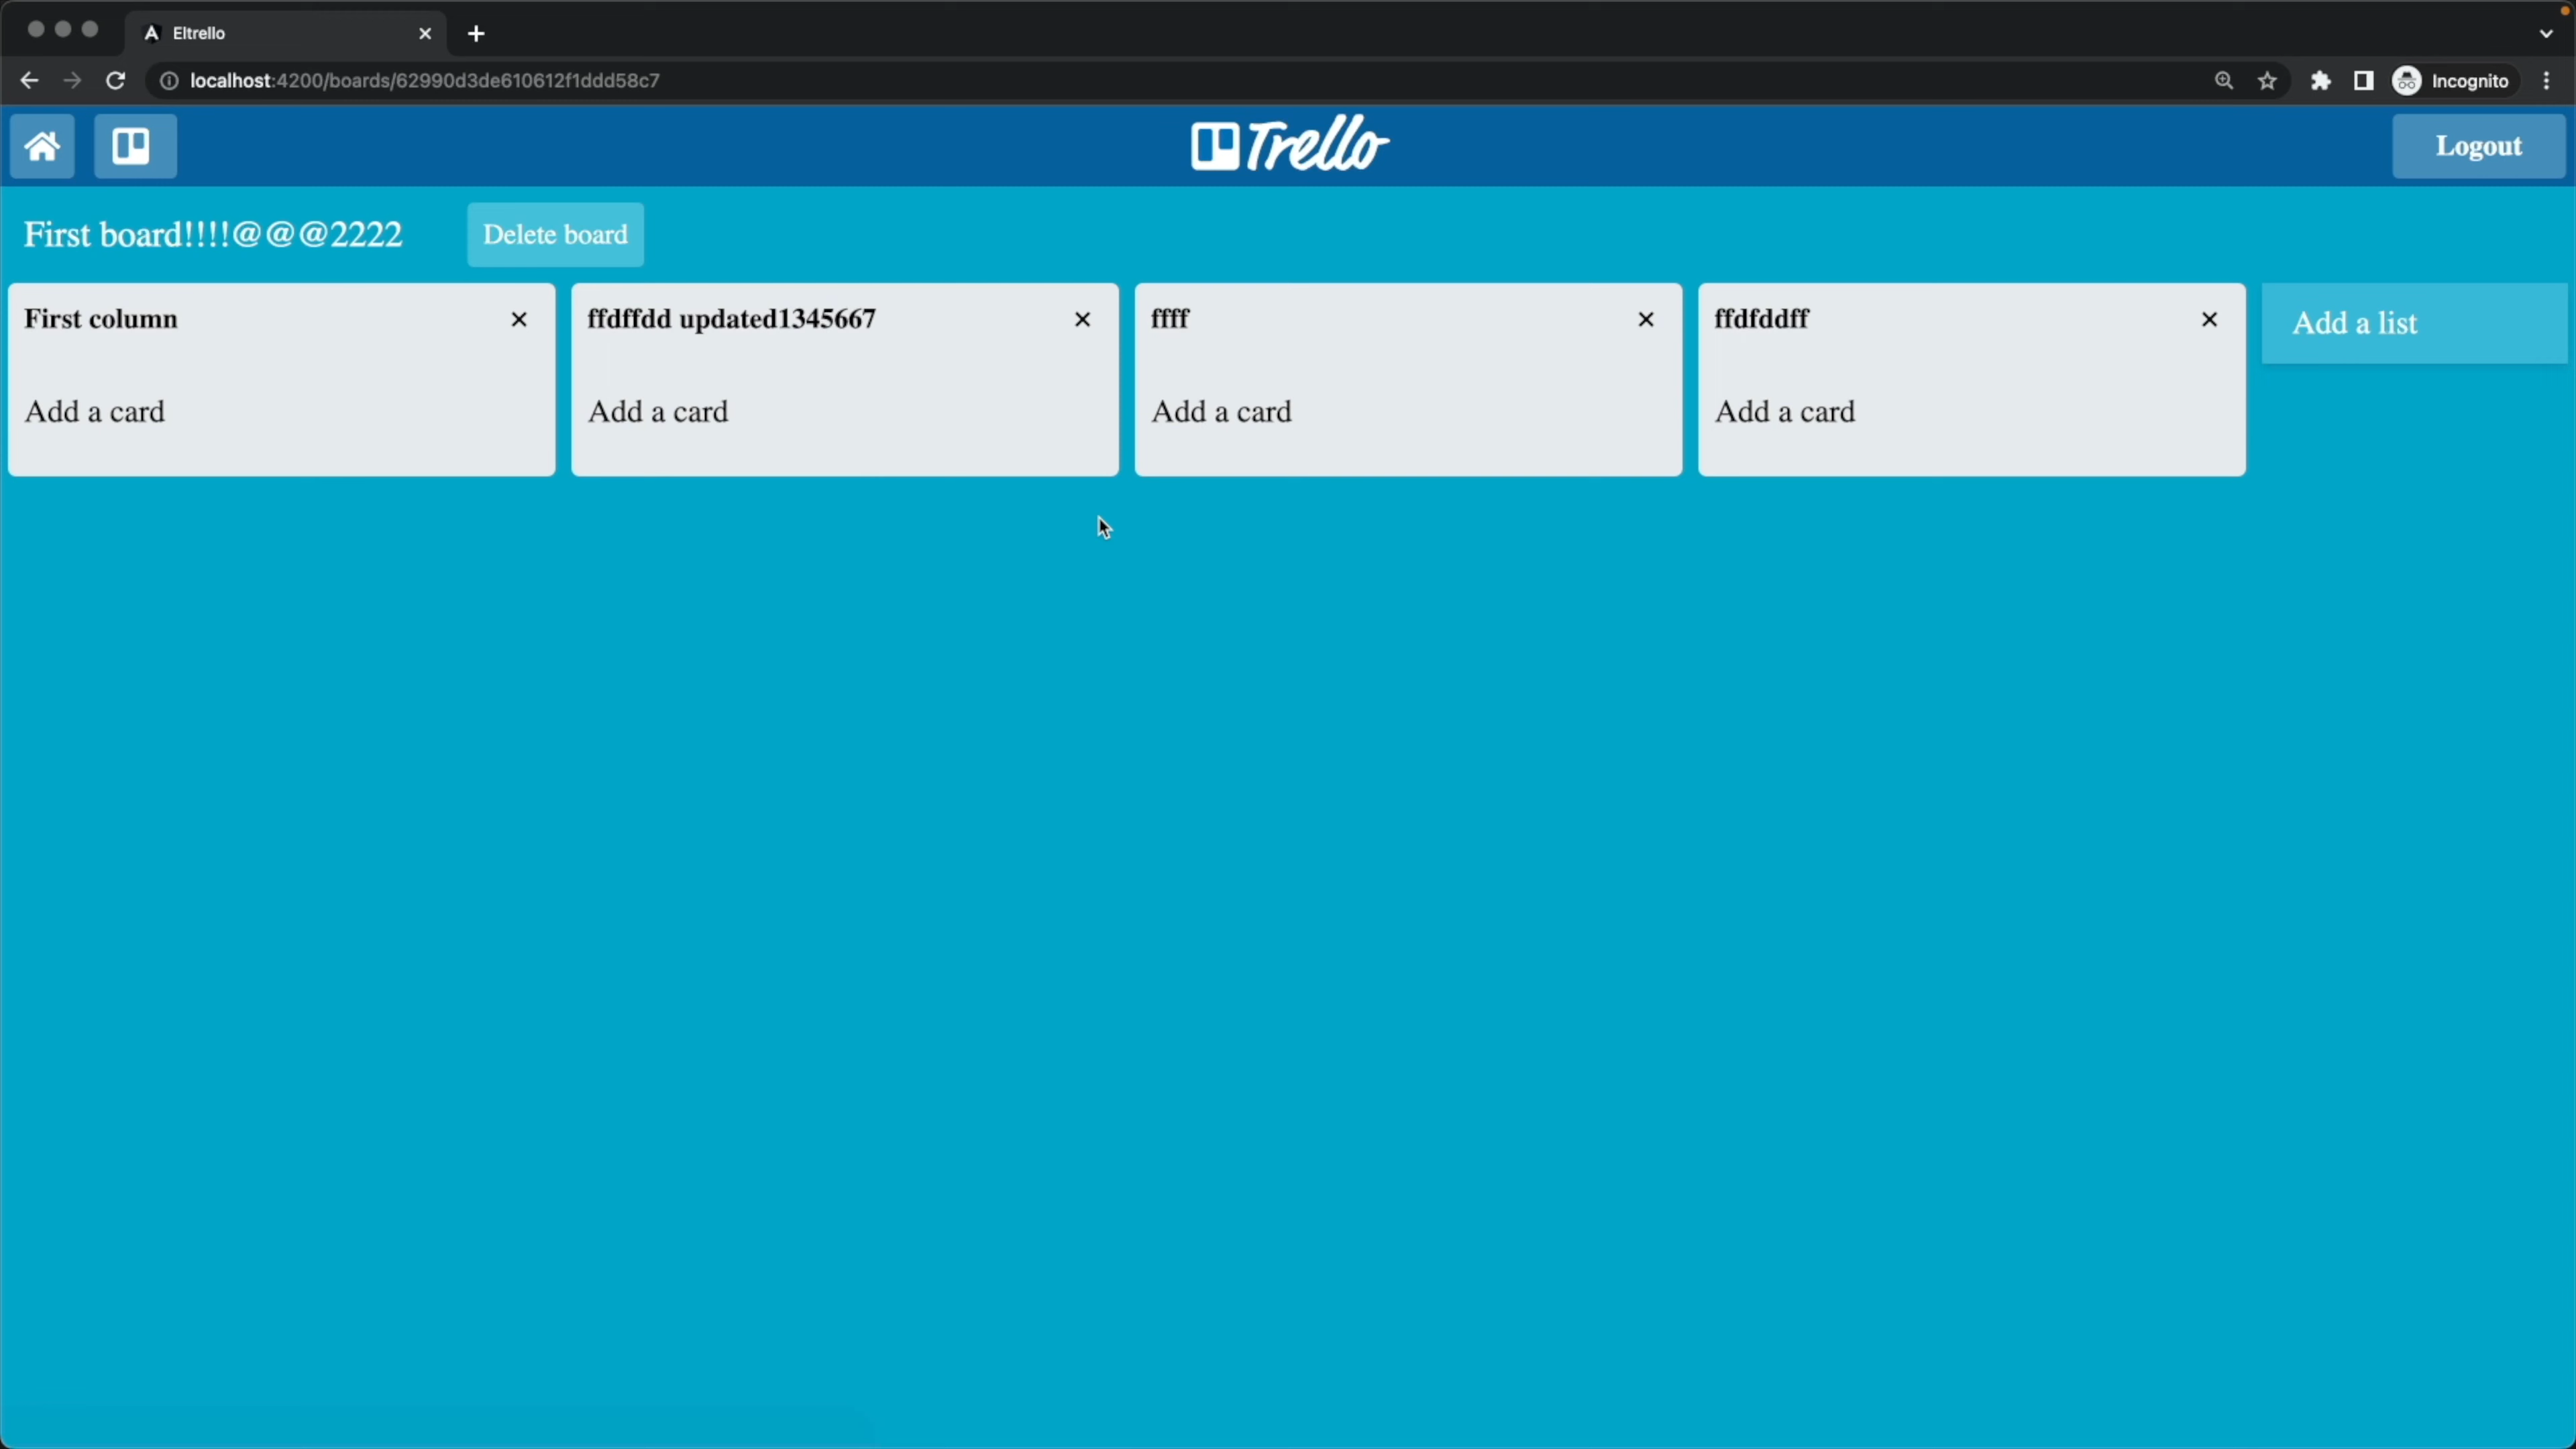 Eltrello
localhost:4200/boards/62990d3de610612f1ddd58c7
Incognito
Trello
Logout
First board!!!!@@@2222
Delete board
First column
ffdffdd updated1345667
ffff
ffdfddff
Add a list
Add a card
Add a card
Add a card
Add a card